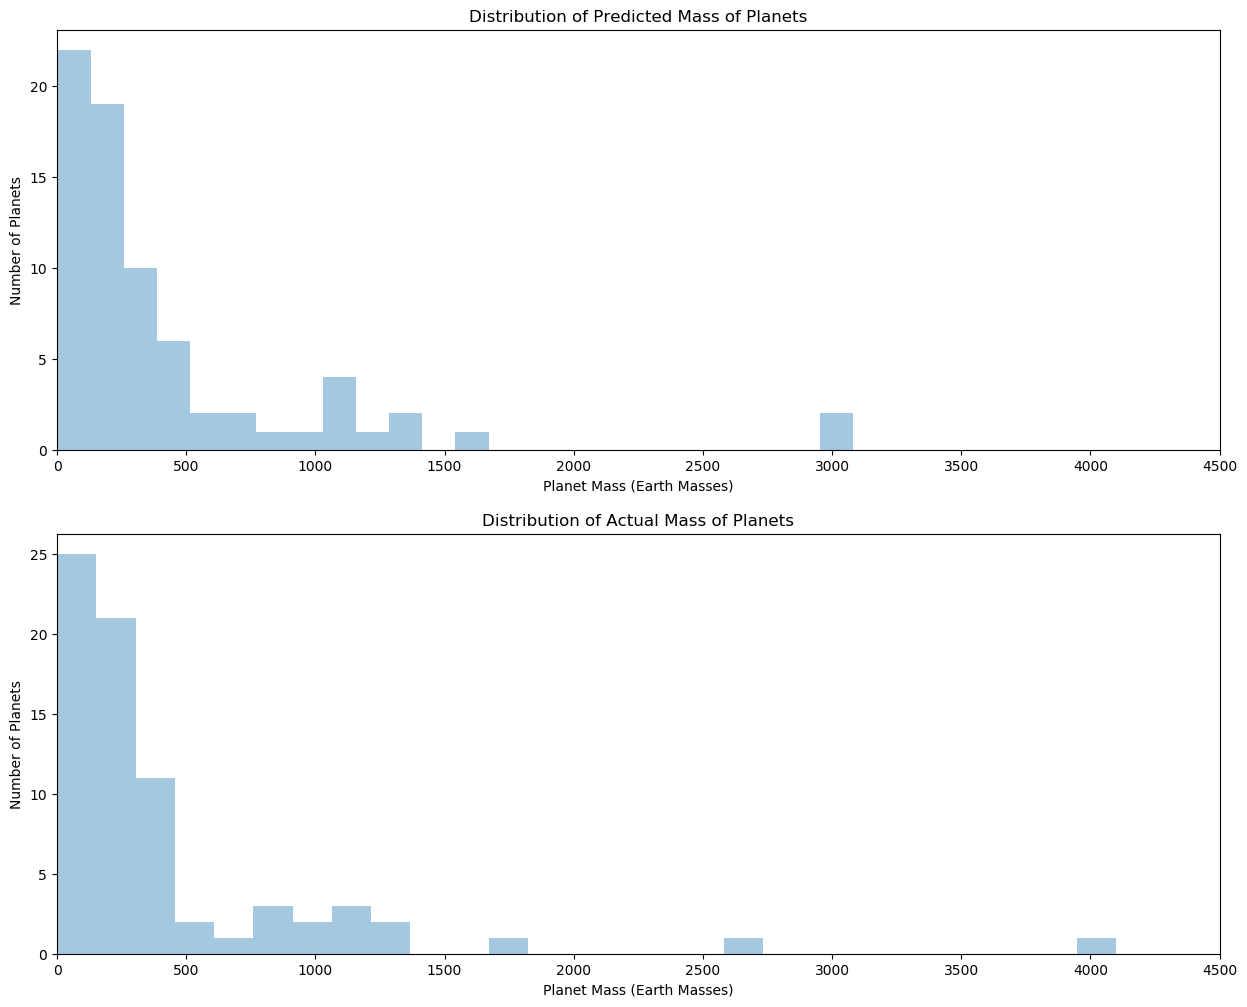 Distribution of Predicted Mass of Planets
Number of Planets
20
15
10
5
0
0 500 1000 1500 2000 2500 3000 3500 4000 4500
Planet Mass (Earth Masses)
Distribution of Actual Mass of Planets
Number of Planets
25
20
15
10
5
0
0 500 1000 1500 2000 2500 3000 3500 4000 4500
Planet Mass (Earth Masses)